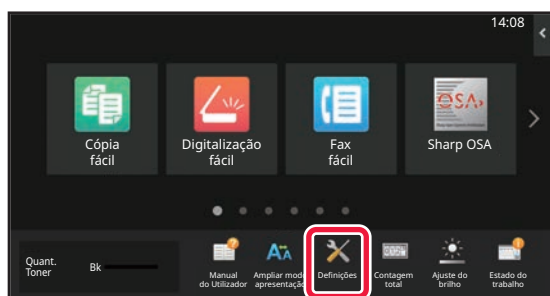 14:08
Cópia
fácil
Digitalização
fácil
Fax
fácil
OSA
Sharp OSA
Quant.
Toner
Bk
Manual
do Utilizador
Ampliar modo
apresentação
Definições
Contagem
total
Ajuste do
brilho
Estado do
trabalho